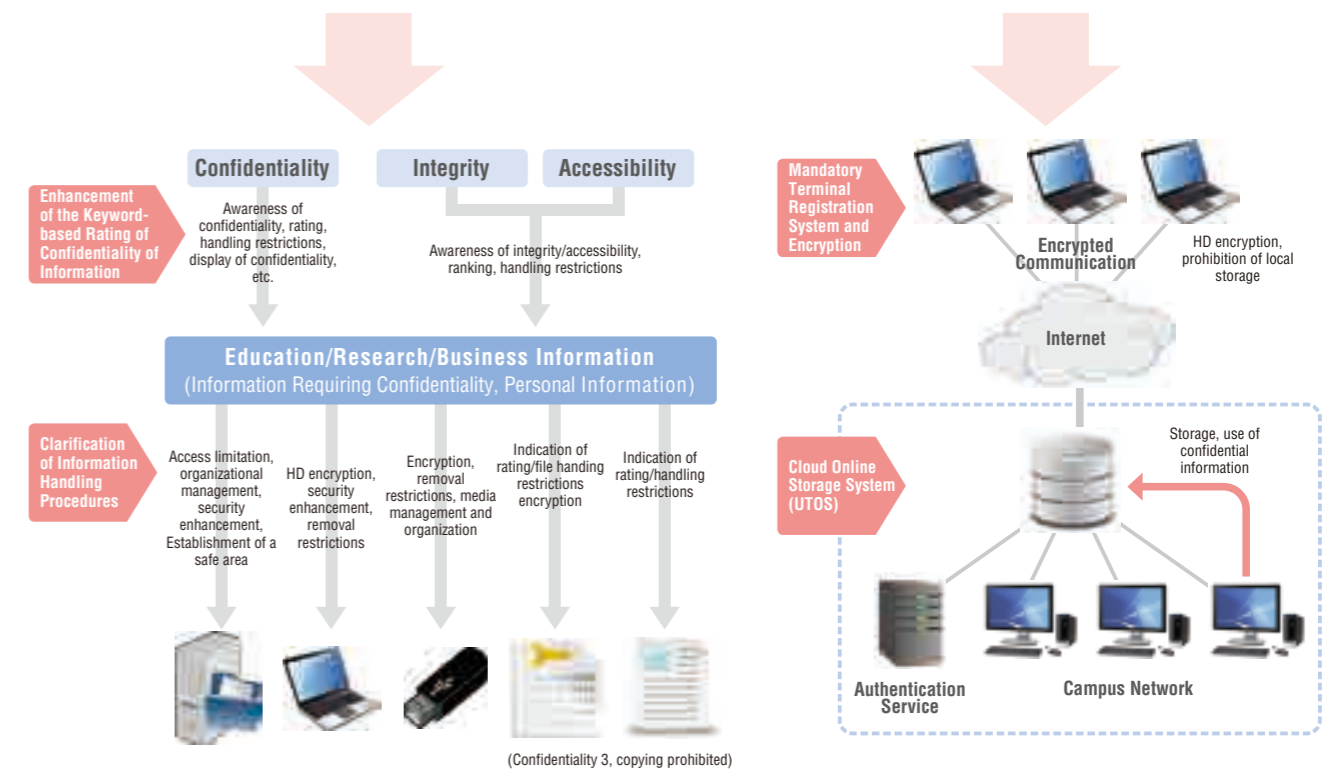 Confidentiality
Integrity
Accessibility
Enhancement
of the Keyword-
based Rating of
Confidentiality of
Information
Awareness of
confidentiality, rating,
handling restrictions,
display of confidentiality,
etc.
Awareness of integrity/accessibility,
ranking, handling restrictions
Education/Research/Business Information
(Information Requiring Confidentiality, Personal Information)
Clarification
of Information
Handling
Procedures
Access limitation,
organizational
management,
security
enhancement,
Establishment of a
safe area
HD encryption,
security
enhancement,
removal
restrictions
Encryption,
removal
restrictions, media
management and
organization
Indication of
rating/file handing
restrictions
encryption
Indication of
rating/handling
restrictions
(Confidentiality 3, copying prohibited)
Mandatory
Terminal
Registration
System and
Encryption
Encrypted
Communication
HD encryption,
prohibition of local
storage
Internet
Cloud Online
Storage System
(UTOS)
Storage, use of
confidential
information
Authentication
Service
Campus Network